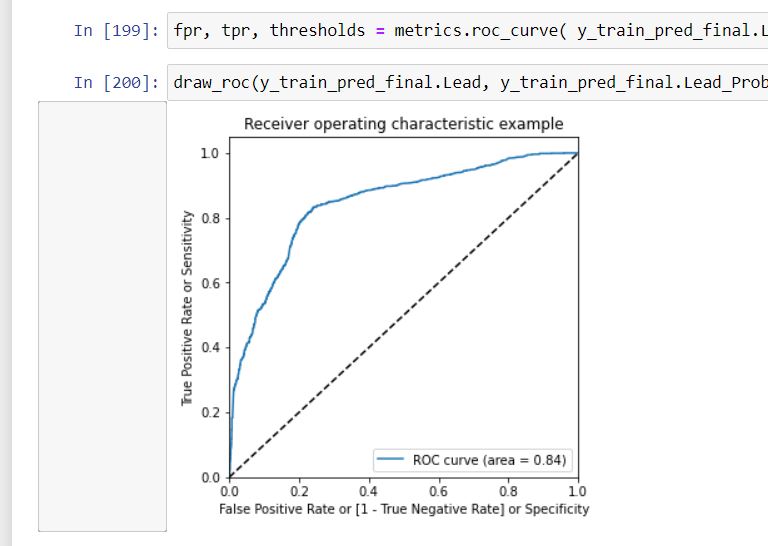 In [199]: fpr, tpr, thresholds = metrics.roc_curve( y_train_pred_final.L
In [200]: draw_roc(y_train_pred_final.Lead, y_train_pred_final.Lead_Prob
Receiver operating characteristic example
1.0
0.8
0.6
0.4
0.2
0.0
True Positive Rate or Sensitivity
ROC curve (area = 0.84)
0.0 0.2 0.4 0.6 0.8 1.0
False Positive Rate or [1 - True Negative Rate] or Specificity